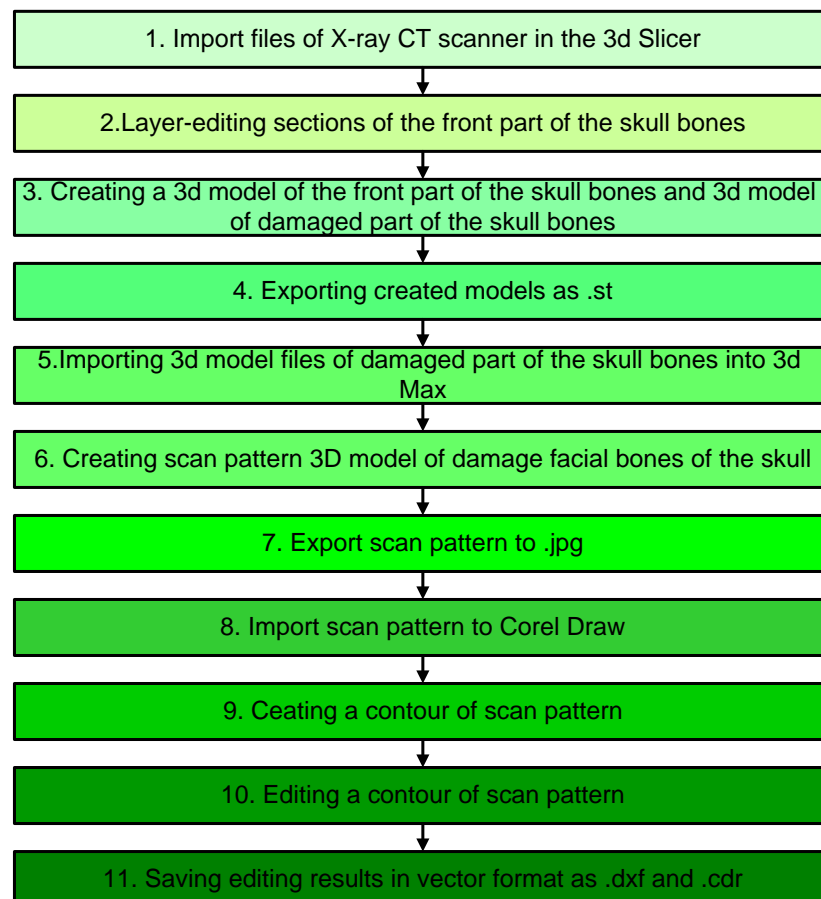 1. Import files of X-ray CT scanner in the 3d Slicer
2.Layer-editing sections of the front part of the skull bones
3. Creating a 3d model of the front part of the skull bones and 3d model
of damaged part of the skull bones
4. Exporting created models as .st
5.Importing 3d model files of damaged part of the skull bones into 3d
Max
6. Creating scan pattern 3D model of damage facial bones of the skull
7. Export scan pattern to .jpg
8. Import scan pattern to Corel Draw
9. Ceating a contour of scan pattern
10. Editing a contour of scan pattern
11. Saving editing results in vector format as .dxf and .cdr